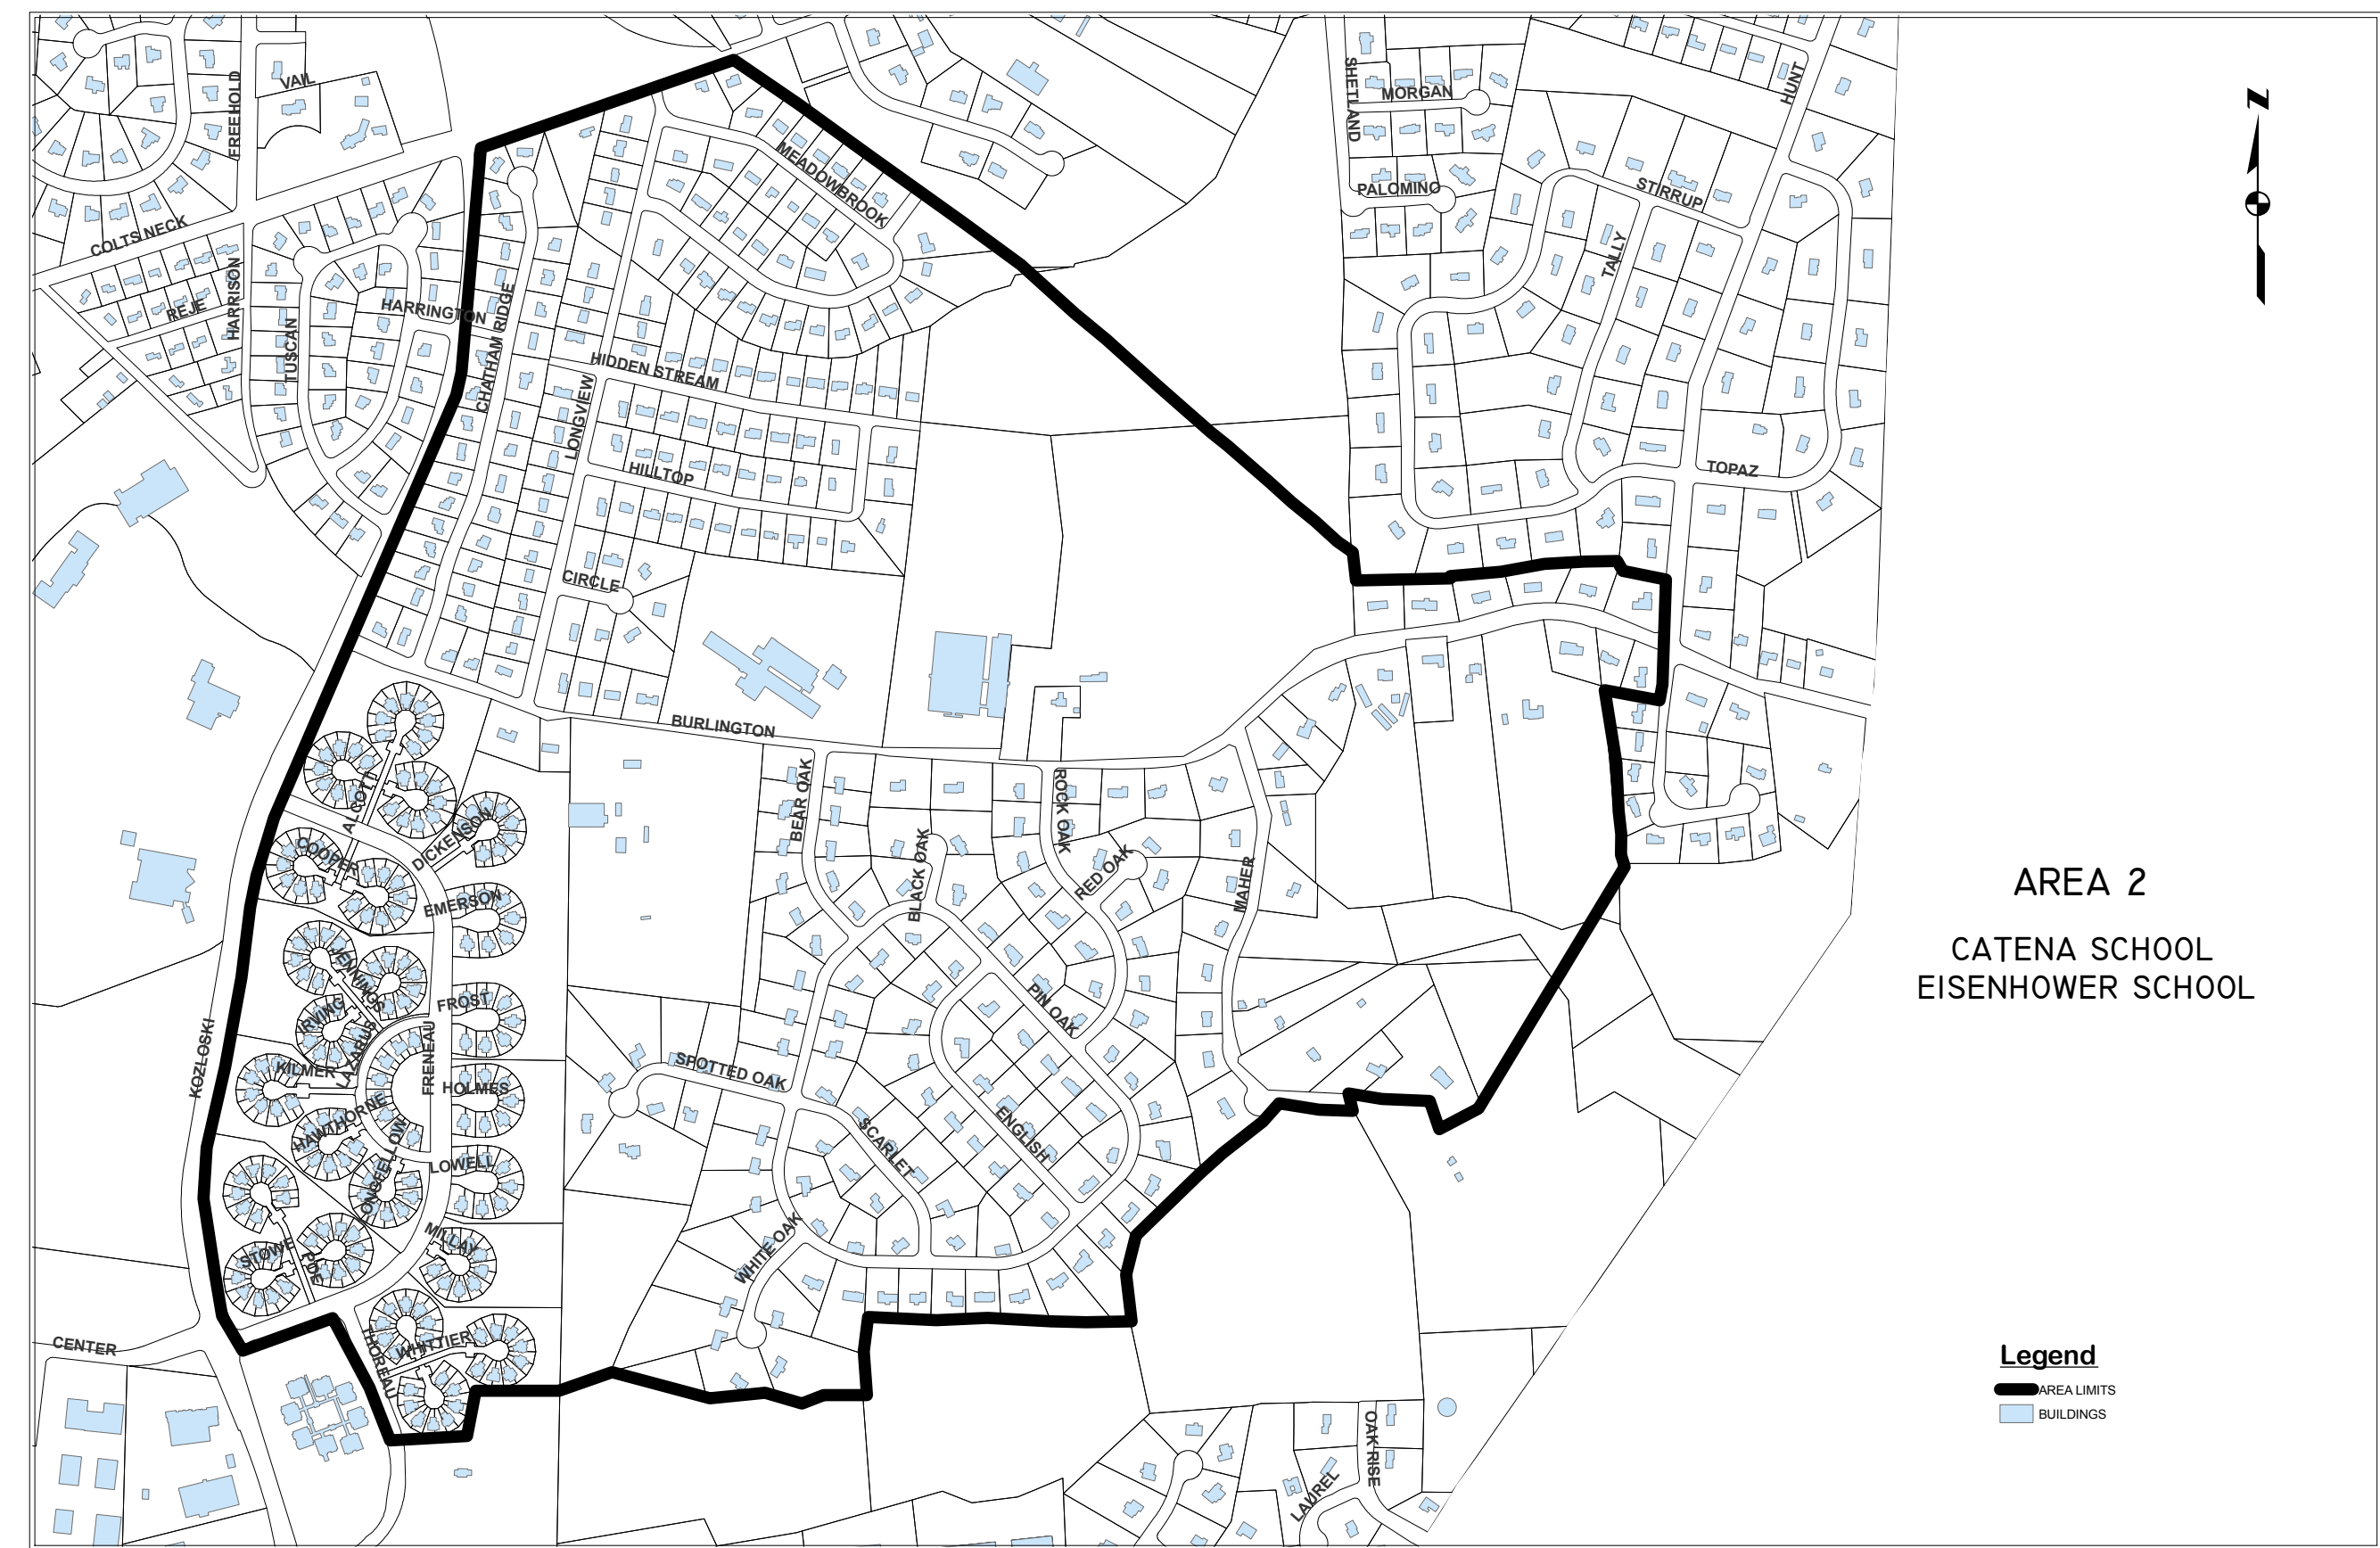 VAIL
FREEHOLD
COLTS NECK
HARRISON
REJE
TUSCAN
HARRINGTON
CHATHAM RIDGE
MEADOWBROOK
HIDDEN STREAM
LONGVIEW
HILLTOP
CIRCLE
SHETLAND
MORGAN
PALOMINO
HUNT
STIRRUP
TALLY
TOPAZ
Z
BURLINGTON
BEAR OAK
ROCK OAK
BLACK OAK
RED OAK
MAHER
ALCOTT
DICKENSON
COOPER
EMERSON
JENNINGS
IRVING
LAZARUS
FROST
FRENEAU
KOZLOSKI
KILMER
HOLMES
HAWTHORNE
LONGFELLOW
LOWELL
MILLAY
STOWE
WHITTIER
THOREAU
CENTER
PIN OAK
SPOTTED OAK
SCARLET
ENGLISH
WHITE OAK
OAK RISE
LAUREL
AREA 2
CATENA SCHOOL
EISENHOWER SCHOOL
Legend
AREA LIMITS
BUILDINGS